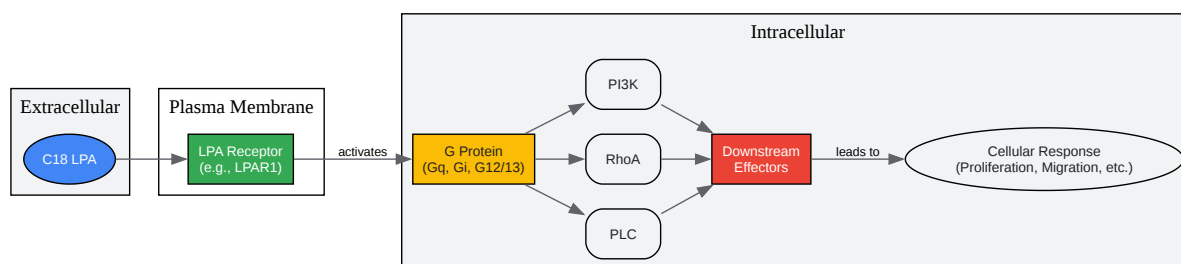 Intracellular
Extracellular
Plasma Membrane
C18 LPA
LPA Receptor
(e.g., LPAR1)
activates
G Protein
(Gq, Gi, G12/13)
PI3K
RhoA
PLC
Downstream
Effectors
leads to
Cellular Response
(Proliferation, Migration, etc.)